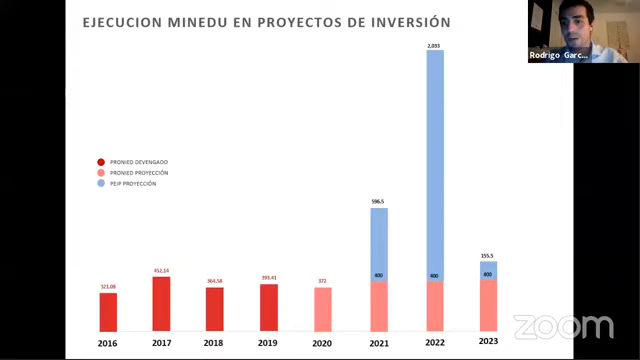 EJECUCION MINEDU EN PROYECTOS DE INVERSIÓN
Rodrigo Garc...
2,033
PRONIED DEVENGADO
PRONIED PROYECCIÓN
PEIP PROYECCIÓN
596.5
452.14
393.41
364.58
372
321.08
155.5
400
400
400
2016 2017 2018 2019 2020 2021 2022 2023
zoom